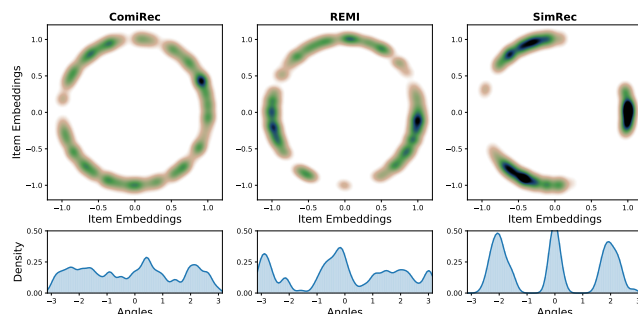 ComiRec REMI SimRec
Item Embeddings
1.0 1.0 1.0
0.5 0.5 0.5
0.0 0.0 0.0
−0.5 −0.5 −0.5
−1.0 −1.0 −1.0
−1.0 −0.5 0.0 0.5 1.0 −1.0 −0.5 0.0 0.5 1.0 −1.0 −0.5 0.0 0.5 1.0
Item Embeddings Item Embeddings Item Embeddings
Density
0.50 0.50 0.50
0.25 0.25 0.25
0.00 0.00 0.00
−3 −2 −1 0 1 2 3 −3 −2 −1 0 1 2 3 −3 −2 −1 0 1 2 3
Angles Angles Angles